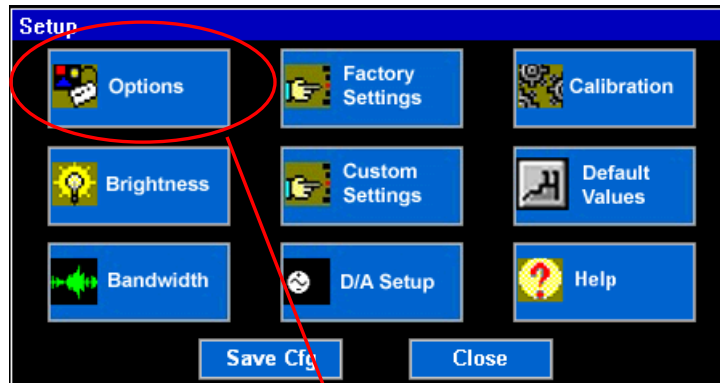 Setup
Options
Factory
Settings
Calibration
Brightness
Custom
Settings
Default
Values
Bandwidth
D/A Setup
Help
Save Cfg
Close